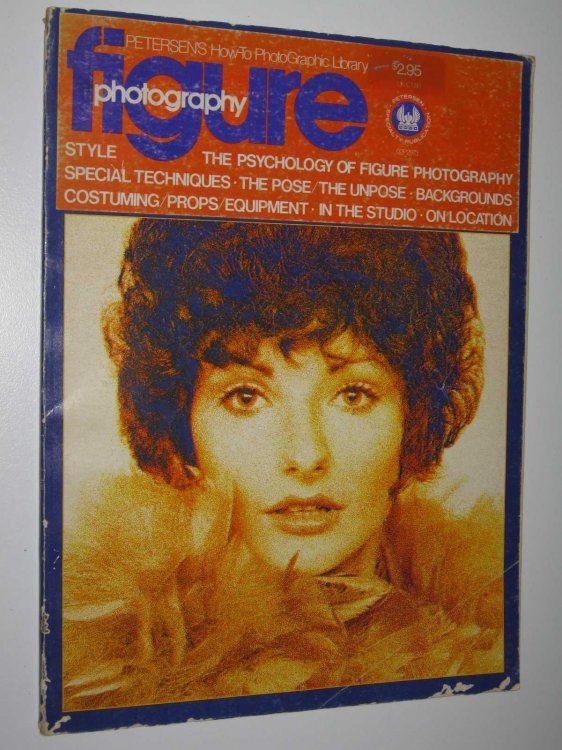 PETERSEN'S How-To PhotoGraphic Library $2.95
figure
photography
STYLE THE PSYCHOLOGY OF FIGURE PHOTOGRAPHY
SPECIAL TECHNIQUES · THE POSE/THE UNPOSE · BACKGROUNDS
COSTUMING/PROPS/EQUIPMENT · IN THE STUDIO · ON LOCATION